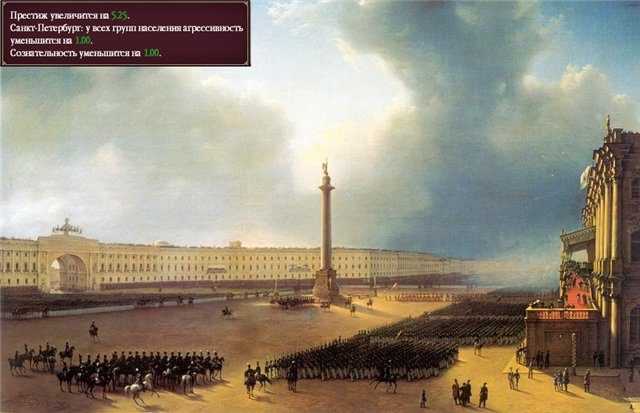 Престиж увеличится на 5.25.
Санкт-Петербург: у всех групп населения агрессивность
уменьшится на 1.00.
Сознательность уменьшится на 1.00.